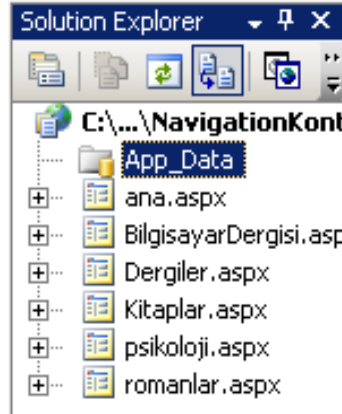 Solution Explorer
C:\...\NavigationKont
App_Data
ana.aspx
BilgisayarDergisi.asp
Dergiler.aspx
Kitaplar.aspx
psikoloji.aspx
romanlar.aspx